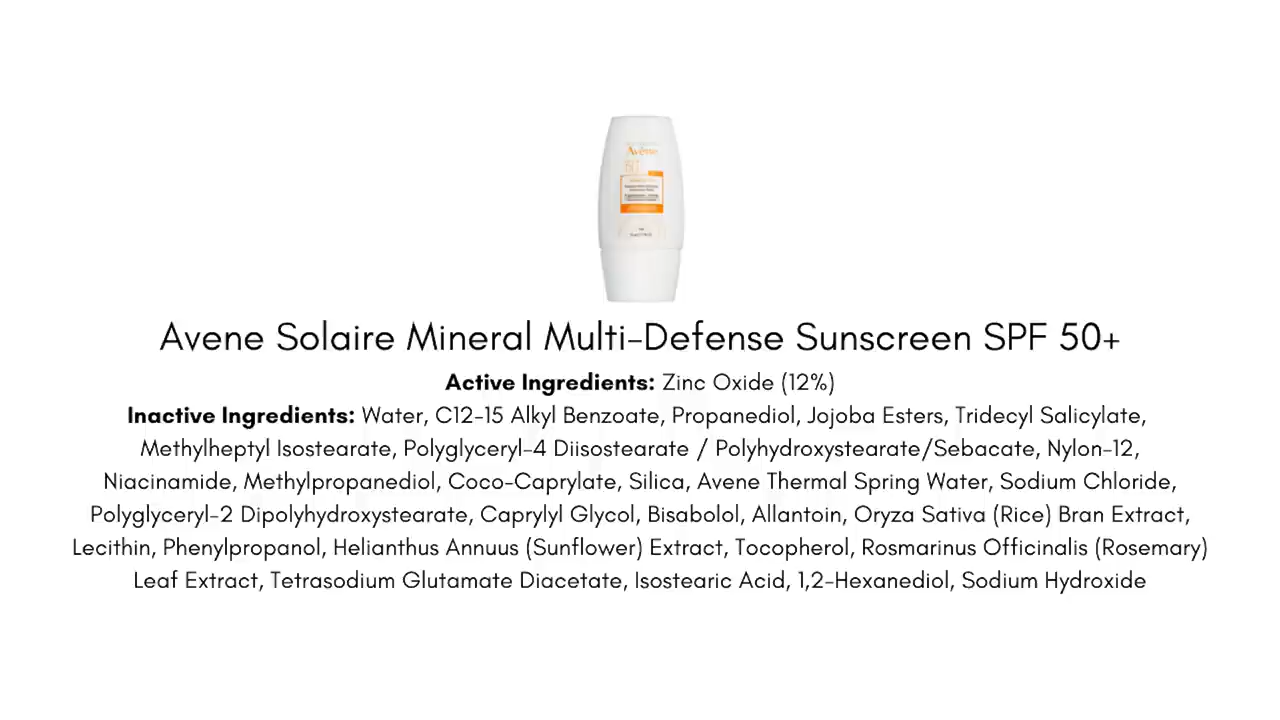 Avène
50+
Avene Solaire Mineral Multi-Defense Sunscreen SPF 50+
Active Ingredients: Zinc Oxide (12%)
Inactive Ingredients: Water, C12-15 Alkyl Benzoate, Propanediol, Jojoba Esters, Tridecyl Salicylate,
Methylheptyl Isostearate, Polyglyceryl-4 Diisostearate / Polyhydroxystearate/Sebacate, Nylon-12,
Niacinamide, Methylpropanediol, Coco-Caprylate, Silica, Avene Thermal Spring Water, Sodium Chloride,
Polyglyceryl-2 Dipolyhydroxystearate, Caprylyl Glycol, Bisabolol, Allantoin, Oryza Sativa (Rice) Bran Extract,
Lecithin, Phenylpropanol, Helianthus Annuus (Sunflower) Extract, Tocopherol, Rosmarinus Officinalis (Rosemary)
Leaf Extract, Tetrasodium Glutamate Diacetate, Isostearic Acid, 1,2-Hexanediol, Sodium Hydroxide